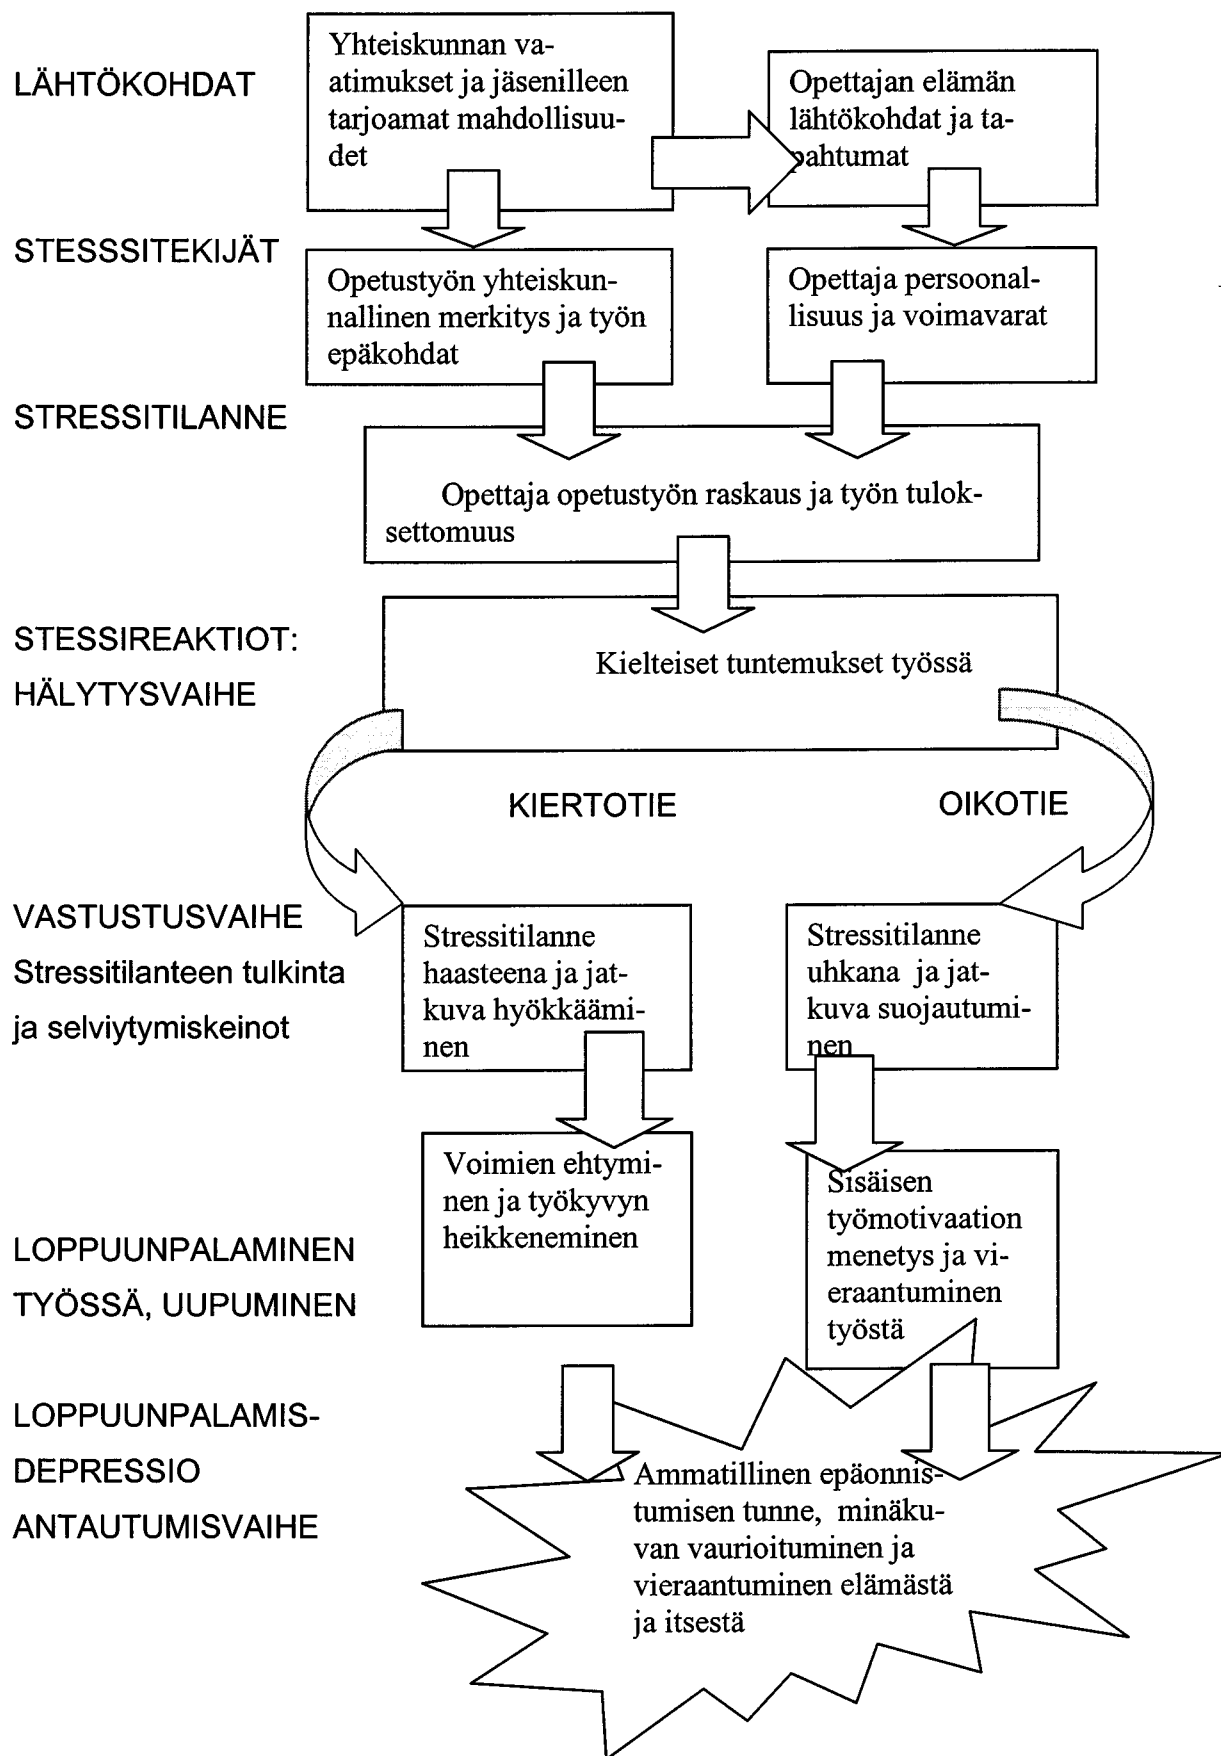 LÄHTÖKOHDAT
Yhteiskunnan va-
atimukset ja jäsenilleen
tarjoamat mahdollisuu-
det
Opettajan elämän
lähtökohdat ja ta-
pahtumat
STESSSITEKIJÄT
Opetustyön yhteiskun-
nallinen merkitys ja työn
epäkohdat
Opettaja persoonal-
lisuus ja voimavarat
STRESSITILANNE
Opettaja opetustyön raskaus ja työn tulok-
settomuus
STESSIREAKTIOT:
HÄLYTYSVAIHE
Kielteiset tuntemukset työssä
KIERTOTIE
OIKOTIE
VASTUSTUSVAIHE
Stressitilanteen tulkinta
ja selviytymiskeinot
Stressitilanne
haasteena ja jat-
kuva hyökkäämi-
nen
Stressitilanne
uhkana ja jat-
kuva suojautumi-
nen
LOPPUUNPALAMINEN
TYÖSSÄ, UUPUMINEN
Voimien ehtymi-
nen ja työkyvyn
heikkeneminen
Sisäisen
työmotivaation
menetys ja vi-
eraantuminen
työstä
LOPPUUNPALAMIS-
DEPRESSIO
ANTAUTUMISVAIHE
Ammatillinen epäonnis-
tumisen tunne, minäku-
van vaurioituminen ja
vieraantuminen elämästä
ja itsestä